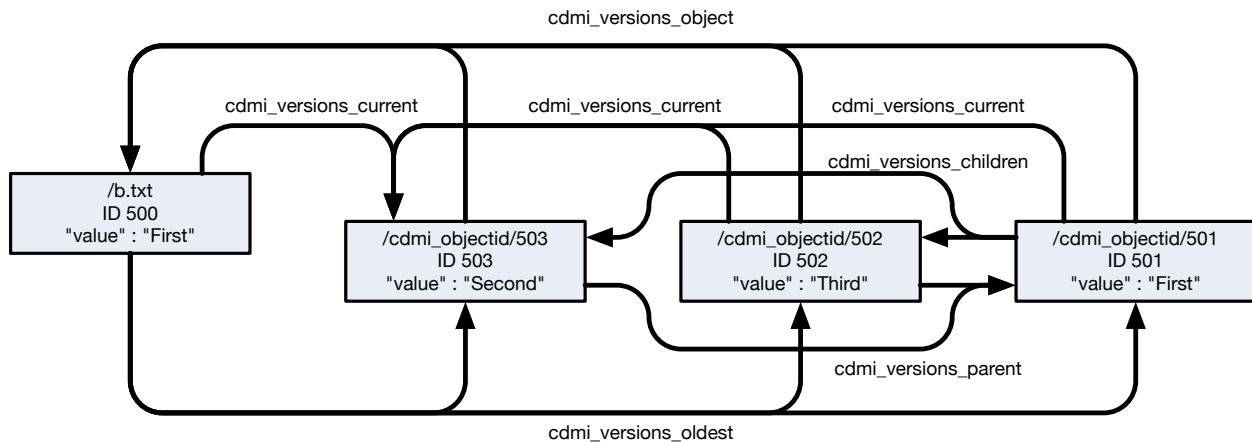 cdmi_versions_object
cdmi_versions_current
cdmi_versions_current
cdmi_versions_current
cdmi_versions_children
/b.txt
ID 500
"value" : "First"
/cdmi_objectid/503
ID 503
"value" : "Second"
/cdmi_objectid/502
ID 502
"value" : "Third"
/cdmi_objectid/501
ID 501
"value" : "First"
cdmi_versions_parent
cdmi_versions_oldest